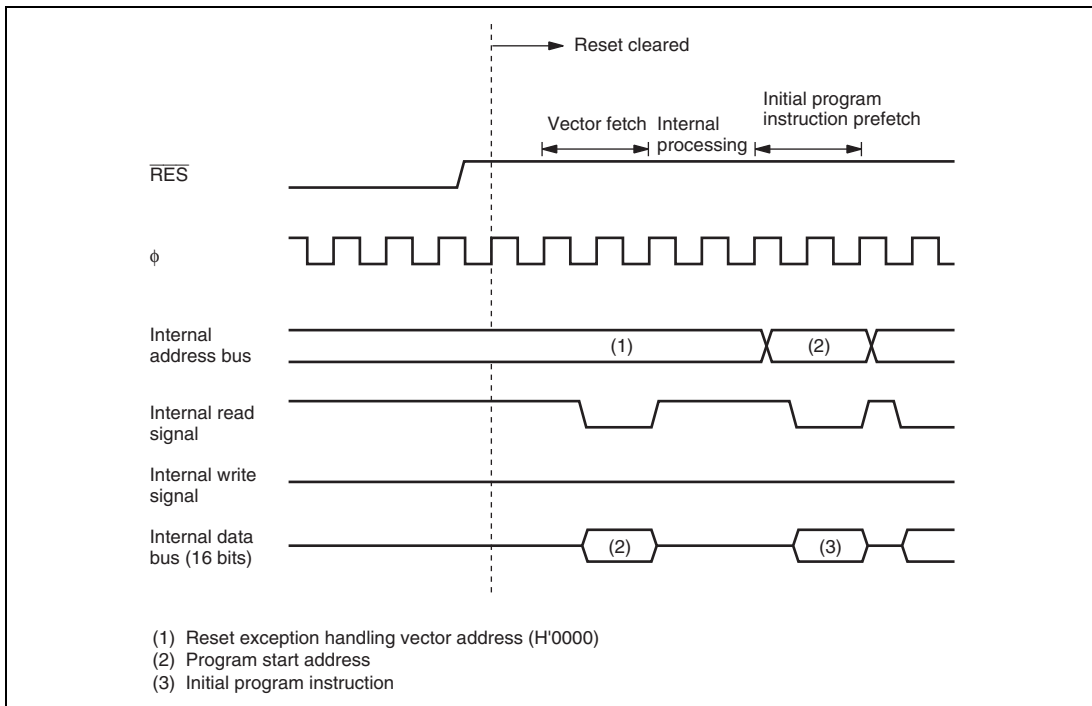 Reset cleared
Initial program
instruction prefetch
Vector fetch
Internal
processing
RES
φ
Internal
address bus
(1)
(2)
Internal read
signal
Internal write
signal
Internal data
bus (16 bits)
(2)
(3)
(1) Reset exception handling vector address (H'0000)
(2) Program start address
(3) Initial program instruction